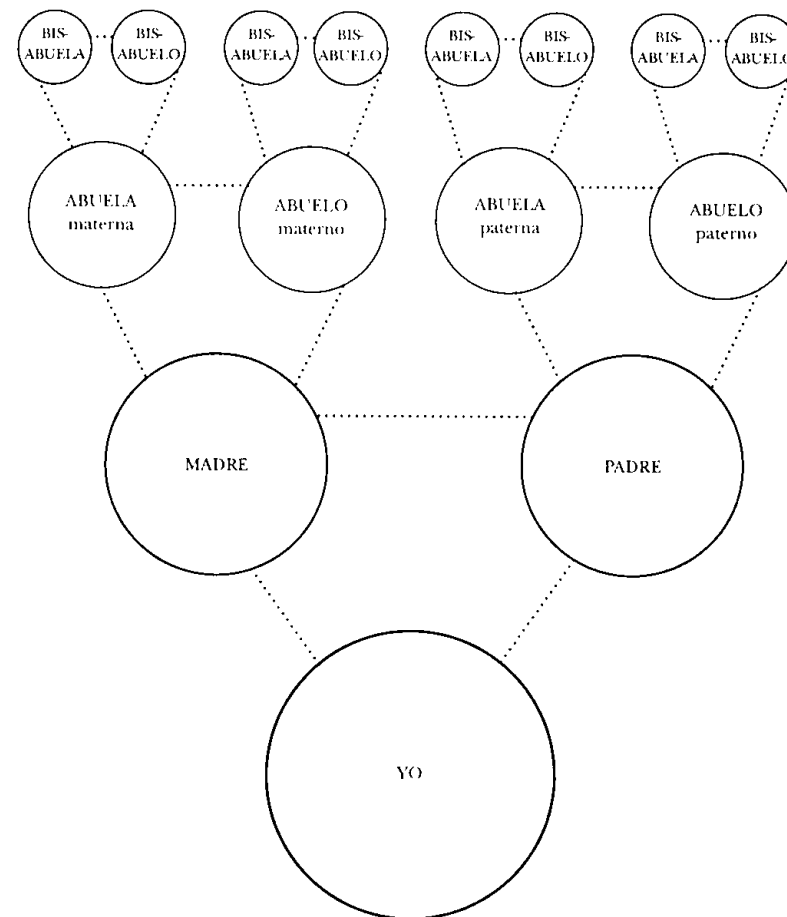 BIS-
ABUELA
BIS-
ABUELO
BIS-
ABUELA
BIS-
ABUELO
BIS-
ABUELA
BIS-
ABUELO
BIS-
ABUELA
BIS-
ABUELO
ABUELA
materna
ABUELO
materno
ABUELA
paterna
ABUELO
paterno
MADRE
PADRE
YO